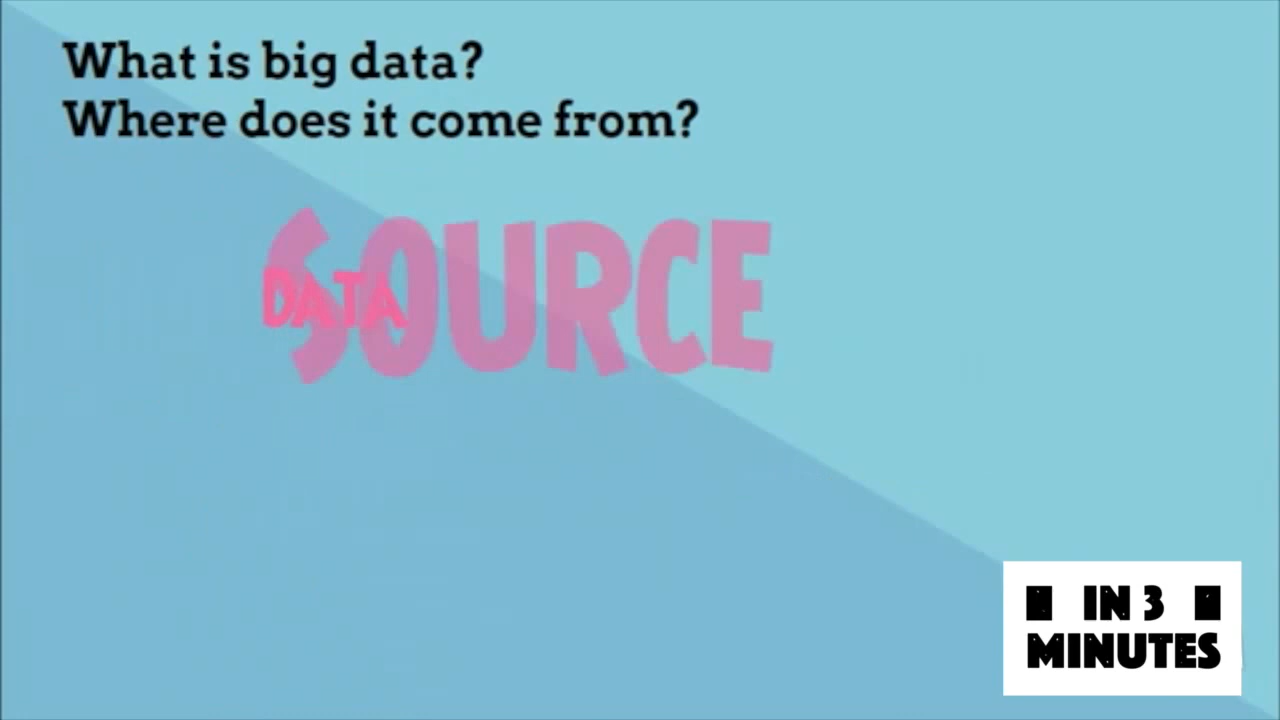 What is big data?
Where does it come from?
SOURCE
DATA
IN 3
MINUTES